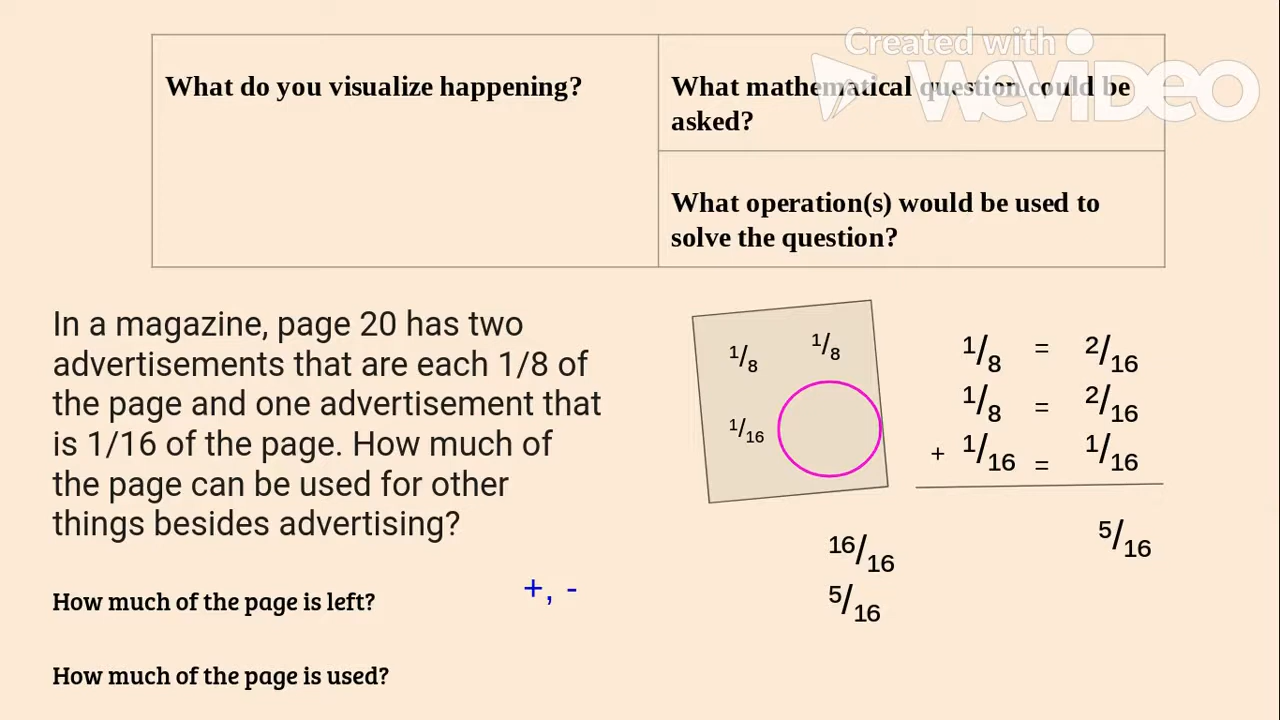 Created with
WEVIDEO
What do you visualize happening?
What mathematical question could be
asked?
What operation(s) would be used to
solve the question?
In a magazine, page 20 has two
advertisements that are each 1/8 of
the page and one advertisement that
is 1/16 of the page. How much of
the page can be used for other
things besides advertising?
How much of the page is left?
+, -
How much of the page is used?
1/8
1/8
1/16
1/8 = 2/16
1/8 = 2/16
+ 1/16 = 1/16
5/16
16/16
5/16